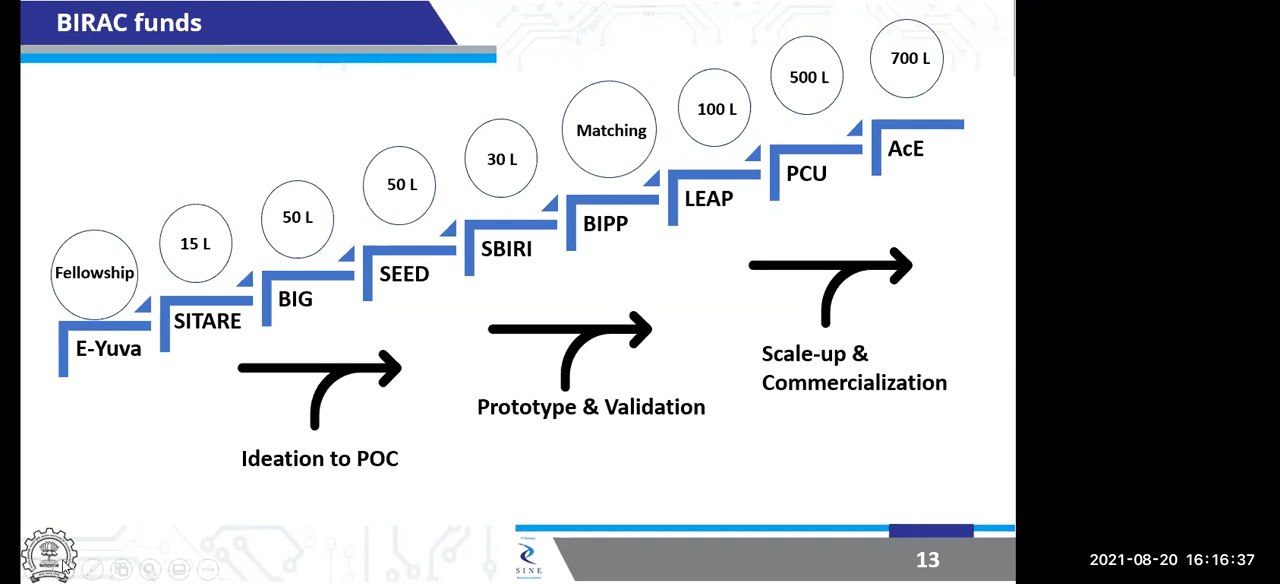 BIRAC funds
Fellowship
15 L
50 L
50 L
30 L
Matching
100 L
500 L
700 L
E-Yuva
SITARE
BIG
SEED
SBIRI
BIPP
LEAP
PCU
AcE
Ideation to POC
Prototype & Validation
Scale-up &
Commercialization
SINE
13
2021-08-20 16:16:37